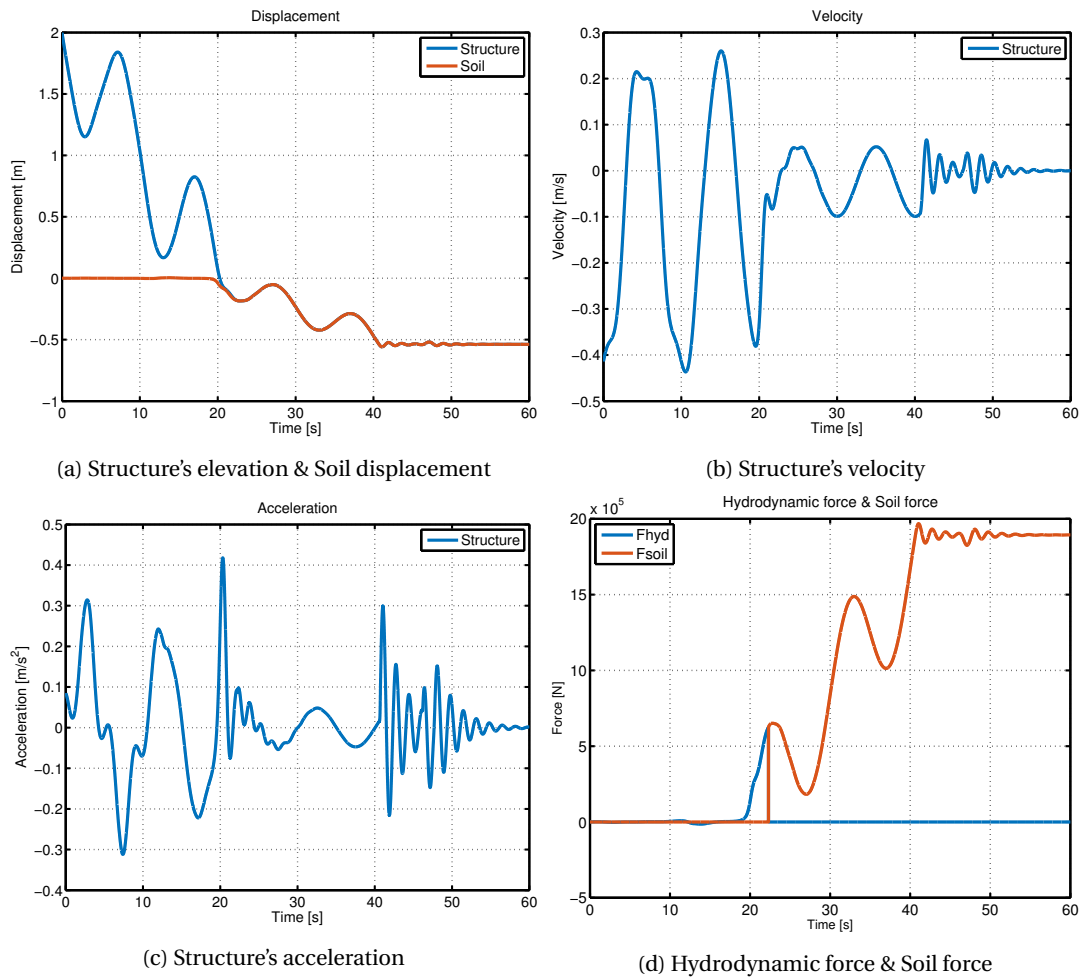 Displacement
Structure
Soil
2
1.5
1
0.5
0
−0.5
−1
Displacement [m]
0 10 20 30 40 50 60
Time [s]
(a) Structure's elevation & Soil displacement
Velocity
Structure
0.3
0.2
0.1
0
−0.1
−0.2
−0.3
−0.4
−0.5
Velocity [m/s]
0 10 20 30 40 50 60
Time [s]
(b) Structure's velocity
Acceleration
Structure
0.5
0.4
0.3
0.2
0.1
0
−0.1
−0.2
−0.3
−0.4
Acceleration [m/s²]
0 10 20 30 40 50 60
Time [s]
(c) Structure's acceleration
Hydrodynamic force & Soil force
x 10⁵
Fhyd
Fsoil
20
15
10
5
0
−5
Force [N]
0 10 20 30 40 50 60
Time [s]
(d) Hydrodynamic force & Soil force